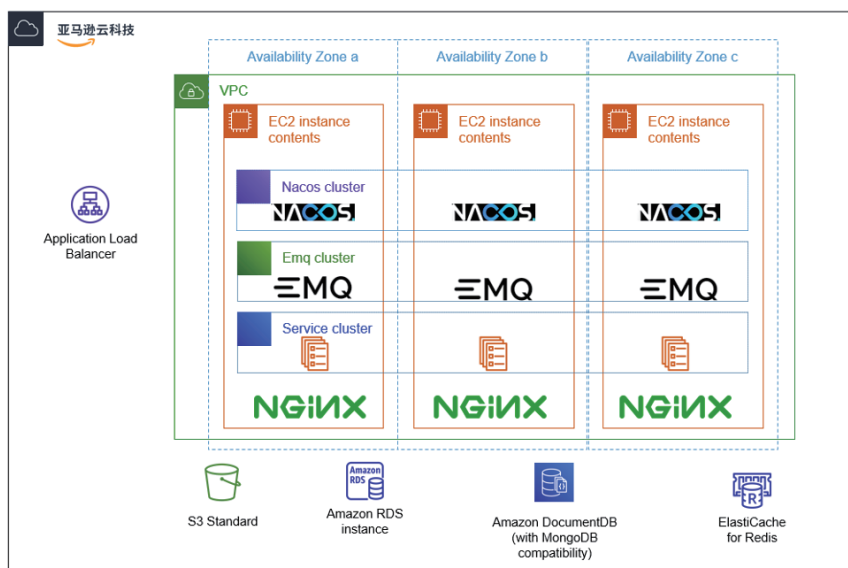 亚马逊云科技
Availability Zone a
Availability Zone b
Availability Zone c
VPC
EC2 instance
contents
EC2 instance
contents
EC2 instance
contents
Nacos cluster
NACOS.
NACOS.
NACOS.
Application Load
Balancer
Emq cluster
EMQ
EMQ
EMQ
Service cluster
NGiNX
NGiNX
NGiNX
S3 Standard
Amazon
RDS
Amazon RDS
instance
Amazon DocumentDB
(with MongoDB
compatibility)
R
ElastiCache
for Redis